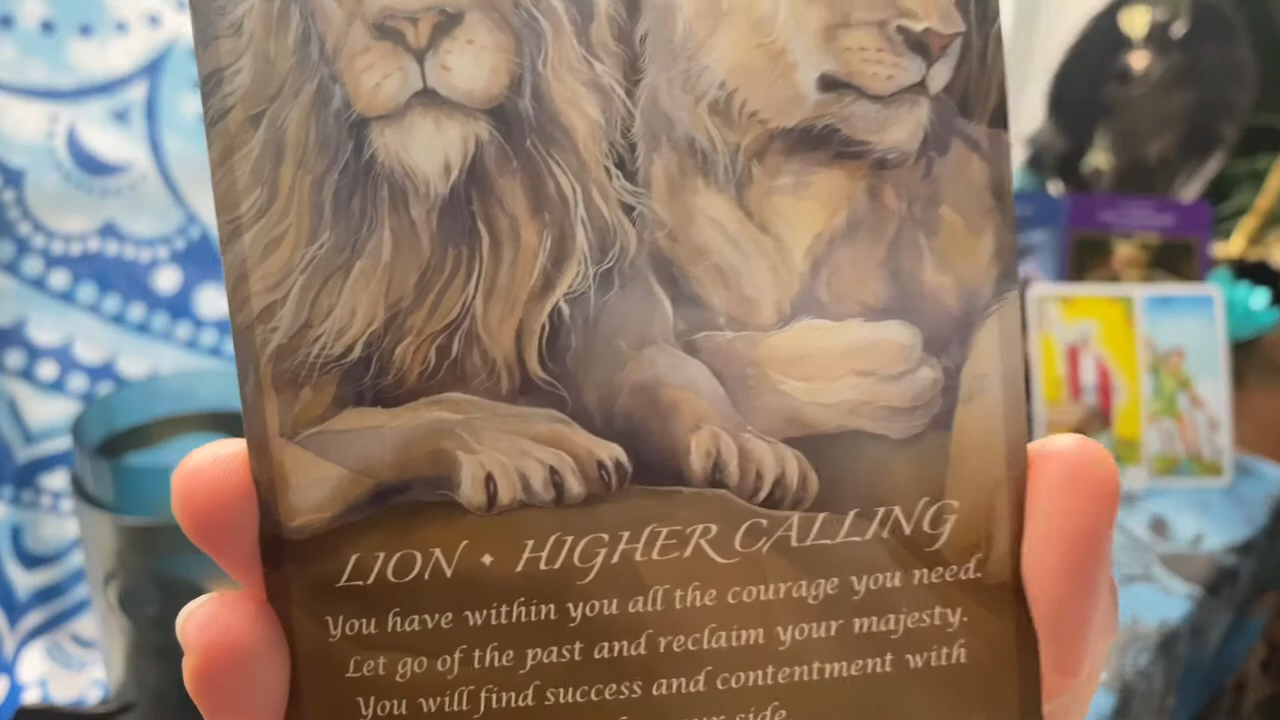 LION ✦ HIGHER CALLING
You have within you all the courage you need.
Let go of the past and reclaim your majesty.
You will find success and contentment with
side